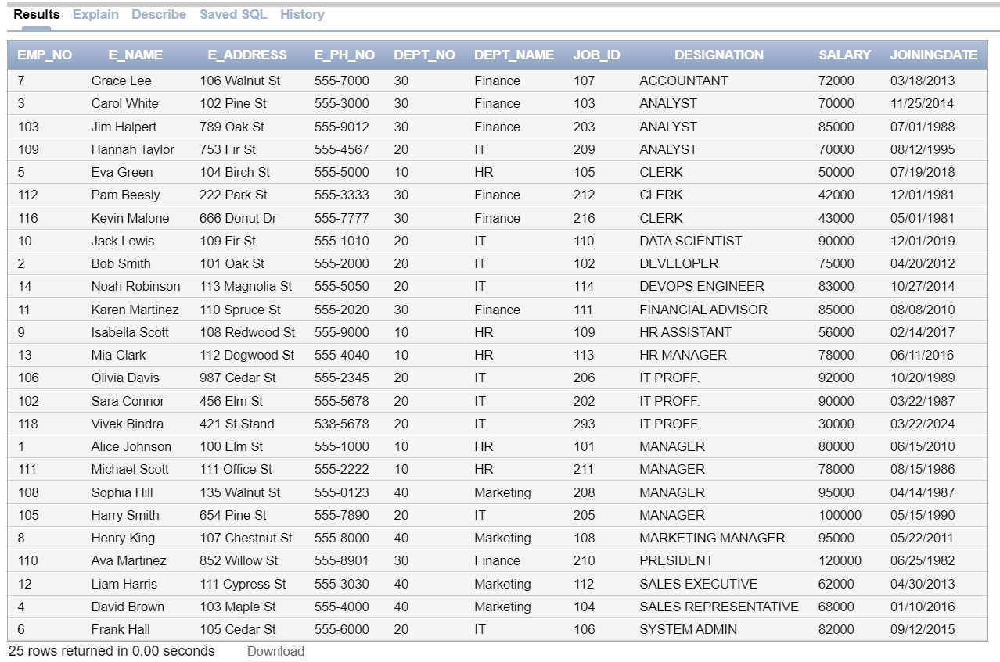 Results Explain Describe Saved SQL History
EMP_NO E_NAME E_ADDRESS E_PH_NO DEPT_NO DEPT_NAME JOB_ID DESIGNATION SALARY JOININGDATE
7 Grace Lee 106 Walnut St 555-7000 30 Finance 107 ACCOUNTANT 72000 03/18/2013
3 Carol White 102 Pine St 555-3000 30 Finance 103 ANALYST 70000 11/25/2014
103 Jim Halpert 789 Oak St 555-9012 30 Finance 203 ANALYST 85000 07/01/1988
109 Hannah Taylor 753 Fir St 555-4567 20 IT 209 ANALYST 70000 08/12/1995
5 Eva Green 104 Birch St 555-5000 10 HR 105 CLERK 50000 07/19/2018
112 Pam Beesly 222 Park St 555-3333 30 Finance 212 CLERK 42000 12/01/1981
116 Kevin Malone 666 Donut Dr 555-7777 30 Finance 216 CLERK 43000 05/01/1981
10 Jack Lewis 109 Fir St 555-1010 20 IT 110 DATA SCIENTIST 90000 12/01/2019
2 Bob Smith 101 Oak St 555-2000 20 IT 102 DEVELOPER 75000 04/20/2012
14 Noah Robinson 113 Magnolia St 555-5050 20 IT 114 DEVOPS ENGINEER 83000 10/27/2014
11 Karen Martinez 110 Spruce St 555-2020 30 Finance 111 FINANCIAL ADVISOR 85000 08/08/2010
9 Isabella Scott 108 Redwood St 555-9000 10 HR 109 HR ASSISTANT 56000 02/14/2017
13 Mia Clark 112 Dogwood St 555-4040 10 HR 113 HR MANAGER 78000 06/11/2016
106 Olivia Davis 987 Cedar St 555-2345 20 IT 206 IT PROFF. 92000 10/20/1989
102 Sara Connor 456 Elm St 555-5678 20 IT 202 IT PROFF. 90000 03/22/1987
118 Vivek Bindra 421 St Stand 538-5678 20 IT 293 IT PROFF. 30000 03/22/2024
1 Alice Johnson 100 Elm St 555-1000 10 HR 101 MANAGER 80000 06/15/2010
111 Michael Scott 111 Office St 555-2222 10 HR 211 MANAGER 78000 08/15/1986
108 Sophia Hill 135 Walnut St 555-0123 40 Marketing 208 MANAGER 95000 04/14/1987
105 Harry Smith 654 Pine St 555-7890 20 IT 205 MANAGER 100000 05/15/1990
8 Henry King 107 Chestnut St 555-8000 40 Marketing 108 MARKETING MANAGER 95000 05/22/2011
110 Ava Martinez 852 Willow St 555-8901 30 Finance 210 PRESIDENT 120000 06/25/1982
12 Liam Harris 111 Cypress St 555-3030 40 Marketing 112 SALES EXECUTIVE 62000 04/30/2013
4 David Brown 103 Maple St 555-4000 40 Marketing 104 SALES REPRESENTATIVE 68000 01/10/2016
6 Frank Hall 105 Cedar St 555-6000 20 IT 106 SYSTEM ADMIN 82000 09/12/2015
25 rows returned in 0.00 seconds Download